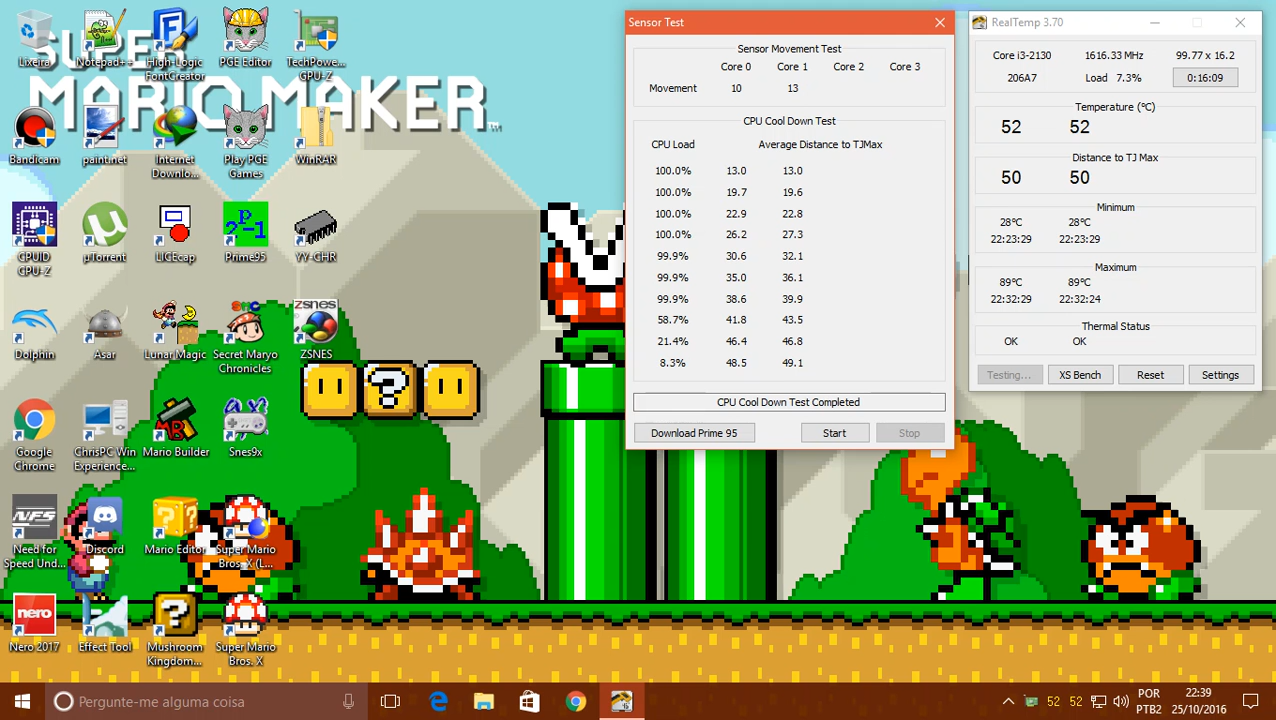 SUPER
MARIO MAKER™
Lixeira
Notepad++
High-Logic
FontCreator
PGE Editor
TechPowe...
GPU-Z
Bandicam
paint.net
Internet
Downlo...
Play PGE
Games
WinRAR
CPUID
CPU-Z
µTorrent
LICEcap
Prime95
YY-CHR
Dolphin
Asar
Lunar Magic
Secret Maryo
Chronicles
ZSNES
Google
Chrome
ChrisPC Win
Experience...
Mario Builder
Snes9x
Need for
Speed Und...
Discord
Mario Editor
Super Mario
Bros. X (L...
Nero 2017
Effect Tool
Mushroom
Kingdom...
Super Mario
Bros. X
Sensor Test
Sensor Movement Test
Core 0 Core 1 Core 2 Core 3
Movement 10 13
CPU Cool Down Test
CPU Load Average Distance to TJMax
100.0% 13.0 13.0
100.0% 19.7 19.6
100.0% 22.9 22.8
100.0% 26.2 27.3
99.9% 30.6 32.1
99.9% 35.0 36.1
99.9% 38.6 39.9
58.7% 41.8 43.5
21.4% 46.4 46.8
8.3% 48.5 49.1
CPU Cool Down Test Completed
Download Prime 95 Start Stop
RealTemp 3.70
Core i3-2130 1616.33 MHz 99.77 x 16.2
206A7 Load 7.3% 0:16:09
Temperature (°C)
52 52
Distance to TJ Max
50 50
Minimum
28°C 28°C
22:23:29 22:23:29
Maximum
89°C 89°C
22:32:29 22:32:24
Thermal Status
OK OK
Testing... XS Bench Reset Settings
Pergunte-me alguma coisa
52 52
POR
PTB2
22:39
25/10/2016